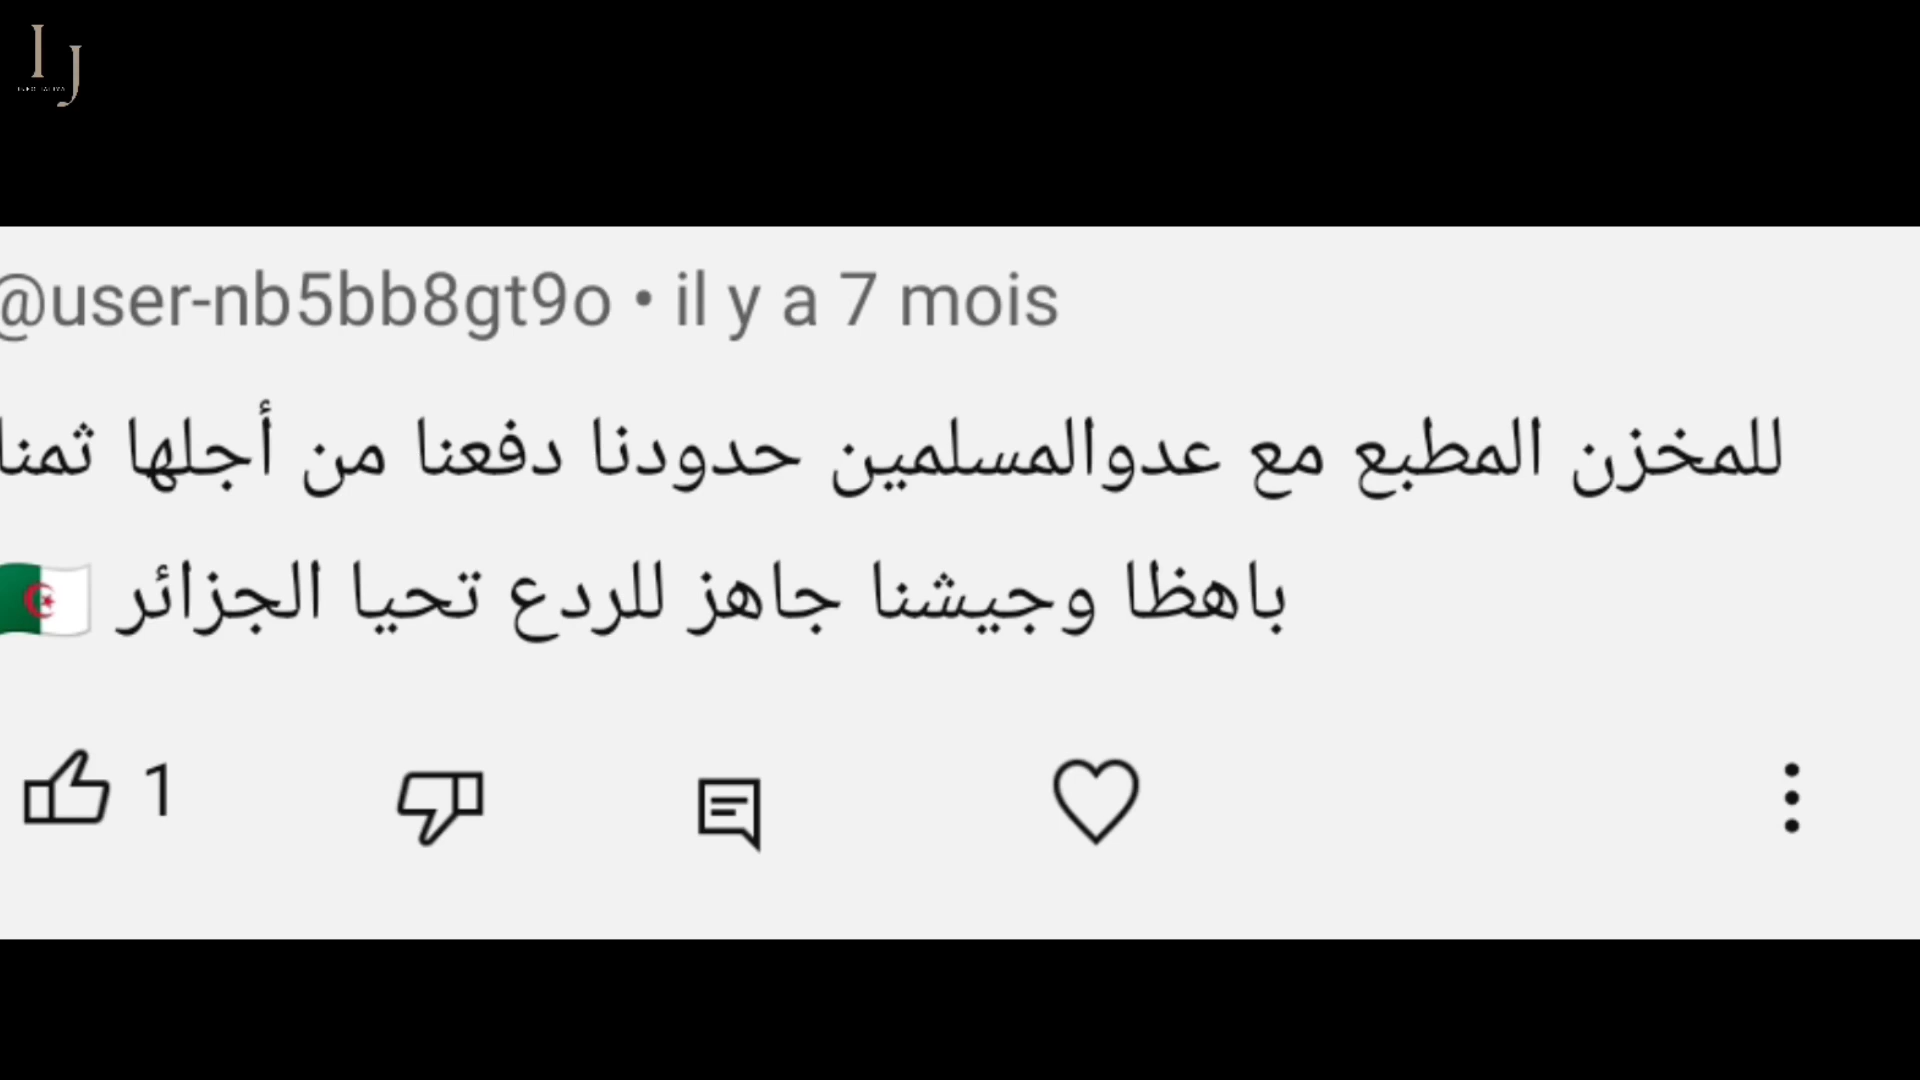 I J
@user-nb5bb8gt9o • il y a 7 mois
للمخزن المطبع مع عدوالمسلمين حدودنا دفعنا من أجلها ثمنا
باهظا وجيشنا جاهز للردع تحيا الجزائر 🇩🇿
1